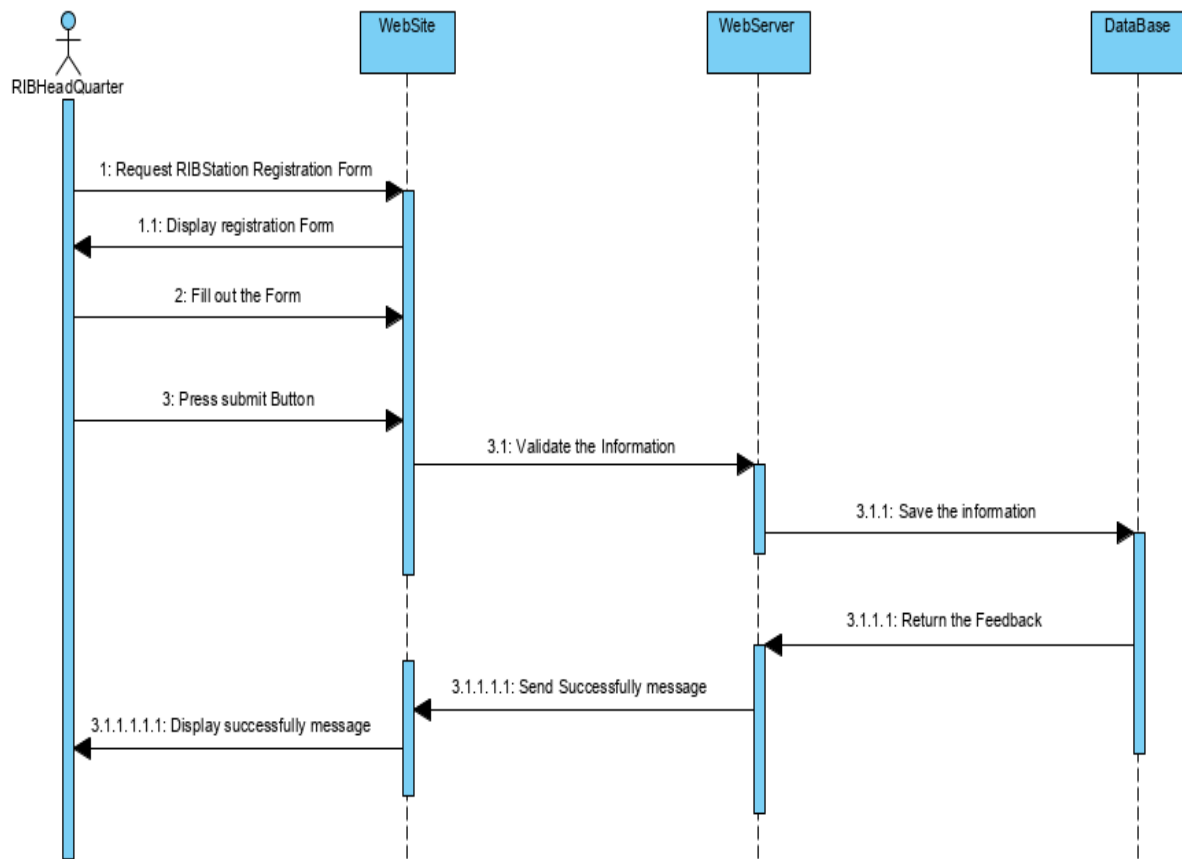 WebSite
WebServer
DataBase
RIBHeadQuarter
1: Request RIBStation Registration Form
1.1: Display registration Form
2: Fill out the Form
3: Press submit Button
3.1: Validate the Information
3.1.1: Save the information
3.1.1.1: Return the Feedback
3.1.1.1.1: Send Successfully message
3.1.1.1.1.1: Display successfully message